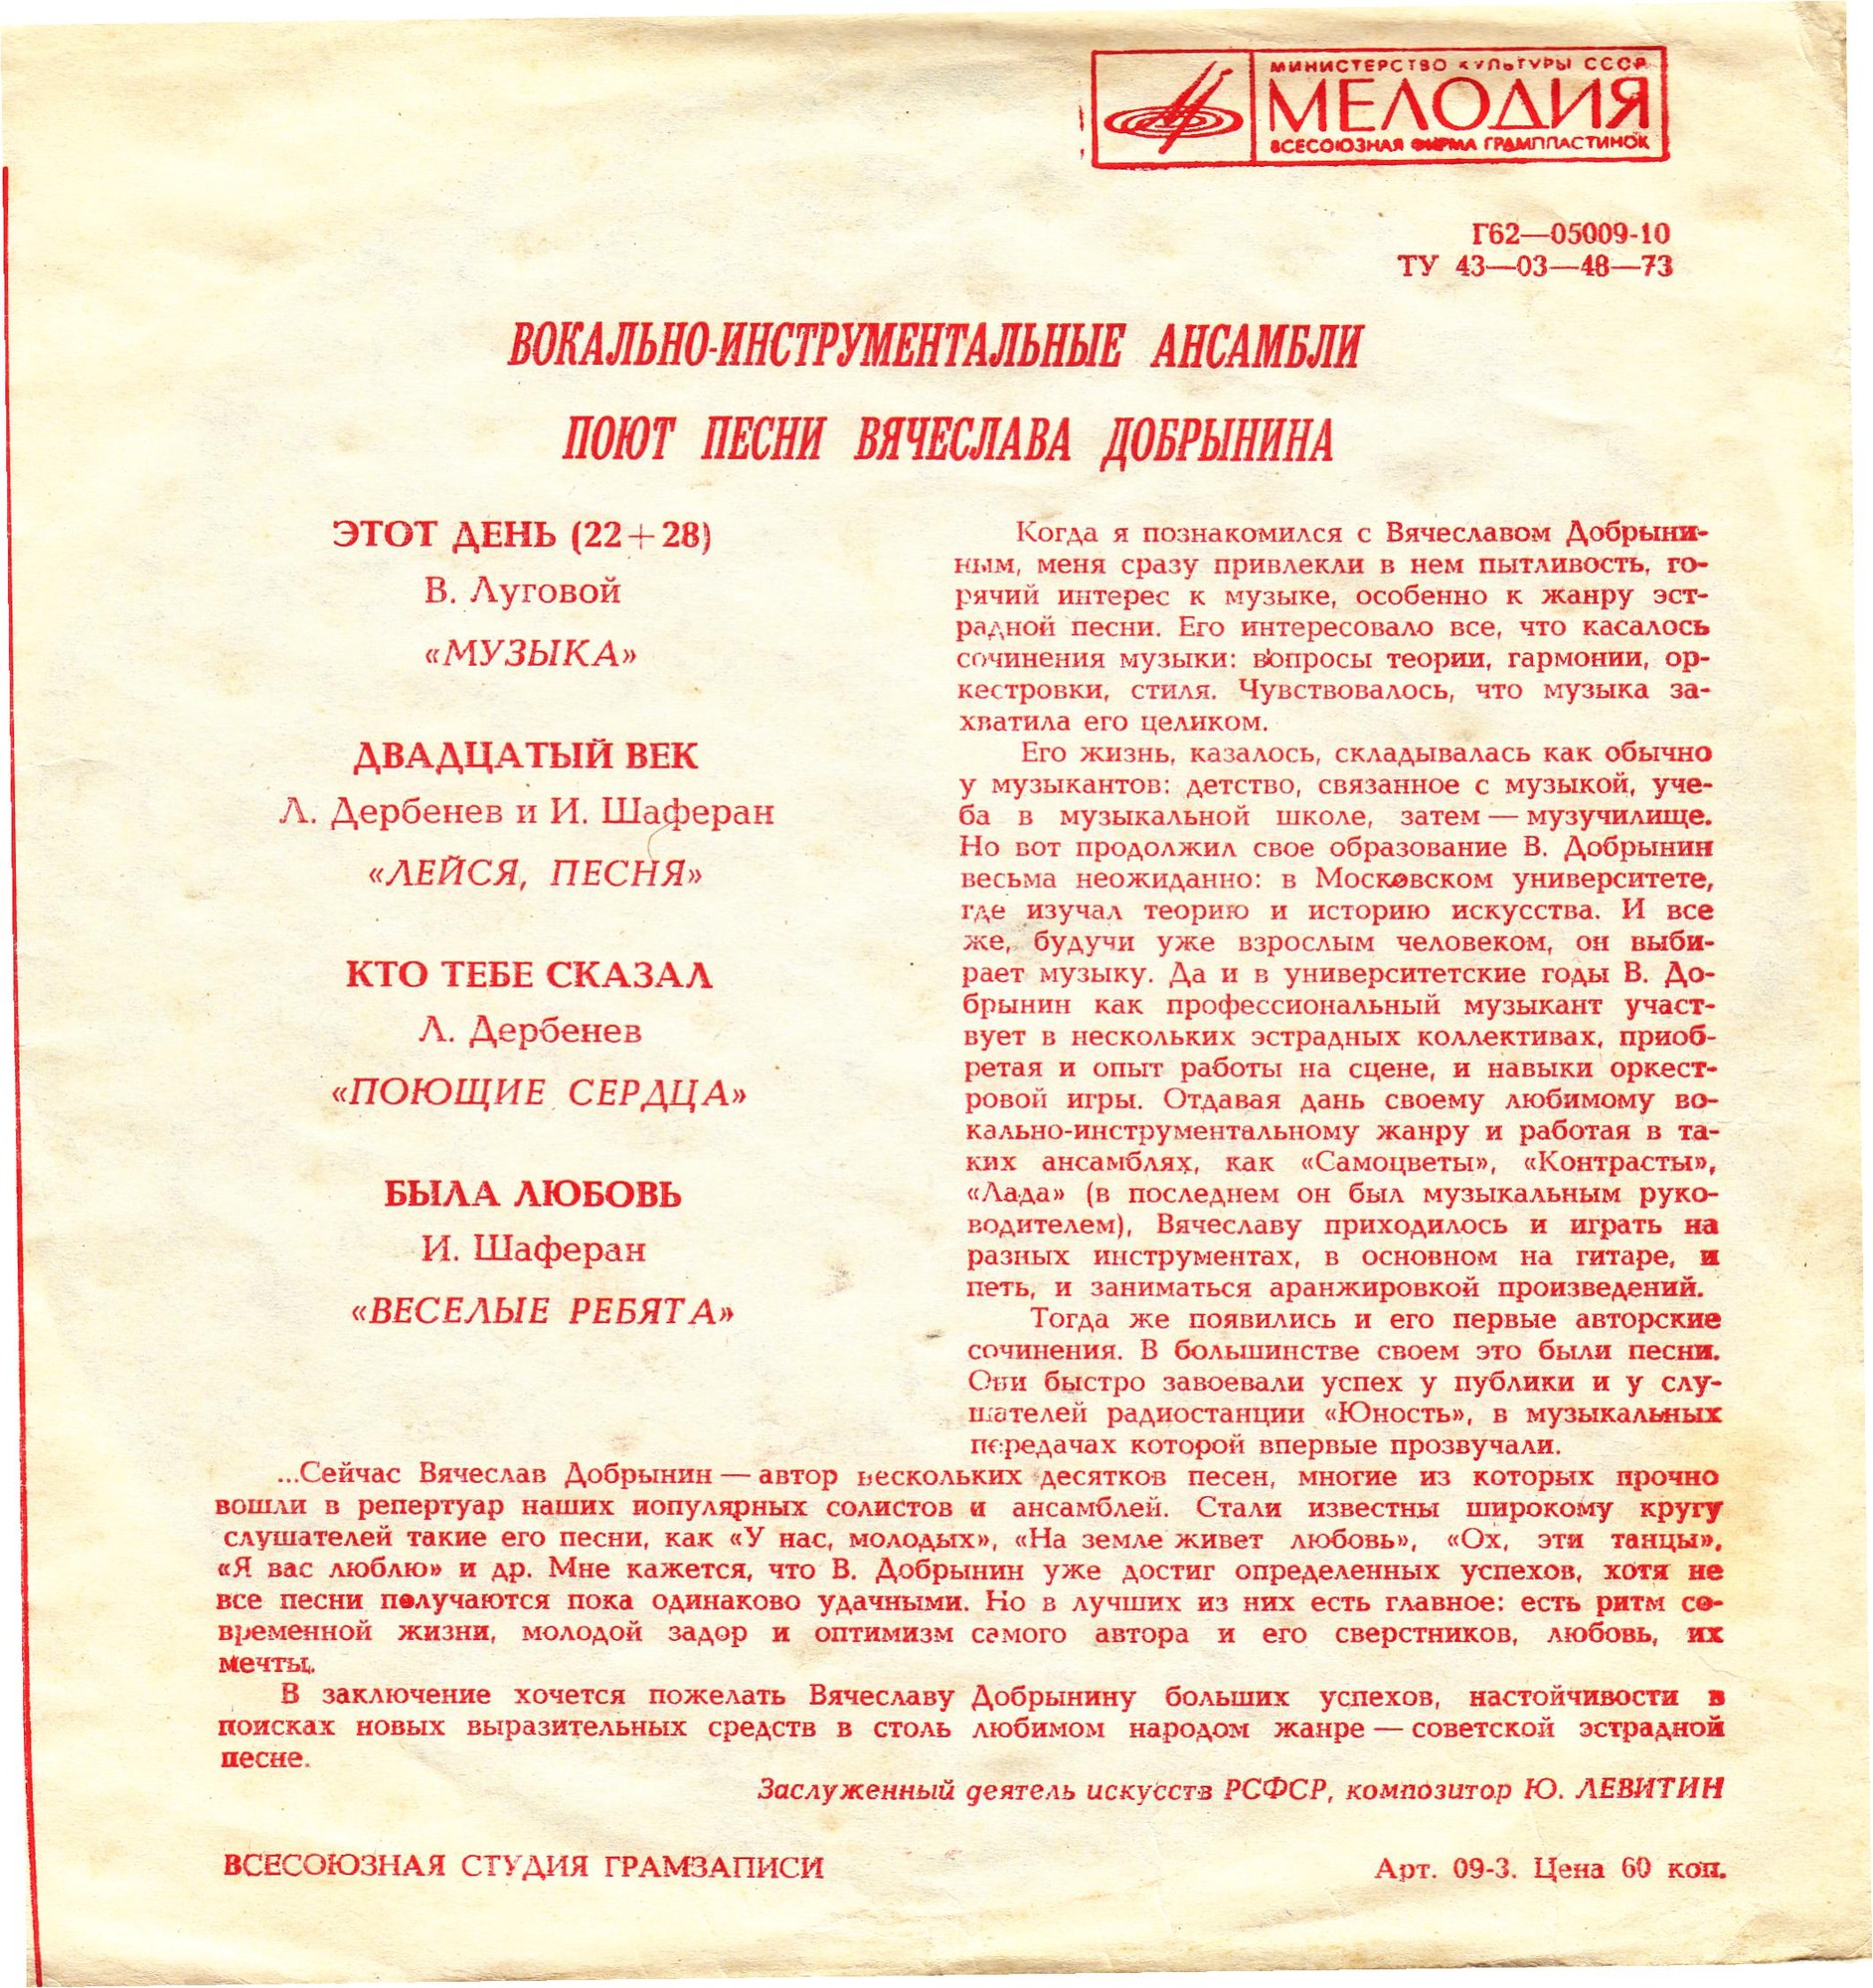 МИНИСТЕРСТВО КУЛЬТУРЫ СССР
МЕЛОДИЯ
ВСЕСОЮЗНАЯ ФИРМА ГРАМПЛАСТИНОК
Г62—05009-10
ТУ 43—03—48—73
ВОКАЛЬНО-ИНСТРУМЕНТАЛЬНЫЕ АНСАМБЛИ
ПОЮТ ПЕСНИ ВЯЧЕСЛАВА ДОБРЫНИНА
ЭТОТ ДЕНЬ (22+28)
В. Луговой
«МУЗЫКА»
ДВАДЦАТЫЙ ВЕК
Л. Дербенев и И. Шаферан
«ЛЕЙСЯ, ПЕСНЯ»
КТО ТЕБЕ СКАЗАЛ
Л. Дербенев
«ПОЮЩИЕ СЕРДЦА»
БЫЛА ЛЮБОВЬ
И. Шаферан
«ВЕСЕЛЫЕ РЕБЯТА»
Когда я познакомился с Вячеславом Добрыни-
ным, меня сразу привлекли в нем пытливость, го-
рячий интерес к музыке, особенно к жанру эст-
радной песни. Его интересовало все, что касалось
сочинения музыки: вопросы теории, гармонии, ор-
кестровки, стиля. Чувствовалось, что музыка за-
хватила его целиком.
Его жизнь, казалось, складывалась как обычно
у музыкантов: детство, связанное с музыкой, уче-
ба в музыкальной школе, затем — музучилище.
Но вот продолжил свое образование В. Добрынин
весьма неожиданно: в Московском университете,
где изучал теорию и историю искусства. И все
же, будучи уже взрослым человеком, он выби-
рает музыку. Да и в университетские годы В. До-
брынин как профессиональный музыкант участ-
вует в нескольких эстрадных коллективах, приоб-
ретая и опыт работы на сцене, и навыки оркест-
ровой игры. Отдавая дань своему любимому во-
кально-инструментальному жанру и работая в та-
ких ансамблях, как «Самоцветы», «Контрасты»,
«Лада» (в последнем он был музыкальным руко-
водителем), Вячеславу приходилось и играть на
разных инструментах, в основном на гитаре, и
петь, и заниматься аранжировкой произведений.
Тогда же появились и его первые авторские
сочинения. В большинстве своем это были песни.
Они быстро завоевали успех у публики и у слу-
шателей радиостанции «Юность», в музыкальных
передачах которой впервые прозвучали.
...Сейчас Вячеслав Добрынин — автор нескольких десятков песен, многие из которых прочно
вошли в репертуар наших популярных солистов и ансамблей. Стали известны широкому кругу
слушателей такие его песни, как «У нас, молодых», «На земле живет любовь», «Ох, эти танцы»,
«Я вас люблю» и др. Мне кажется, что В. Добрынин уже достиг определенных успехов, хотя не
все песни получаются пока одинаково удачными. Но в лучших из них есть главное: есть ритм со-
временной жизни, молодой задор и оптимизм самого автора и его сверстников, любовь, их
мечты.
В заключение хочется пожелать Вячеславу Добрынину больших успехов, настойчивости в
поисках новых выразительных средств в столь любимом народом жанре — советской эстрадной
песне.
Заслуженный деятель искусств РСФСР, композитор Ю. ЛЕВИТИН
ВСЕСОЮЗНАЯ СТУДИЯ ГРАМЗАПИСИ
Арт. 09-3. Цена 60 коп.